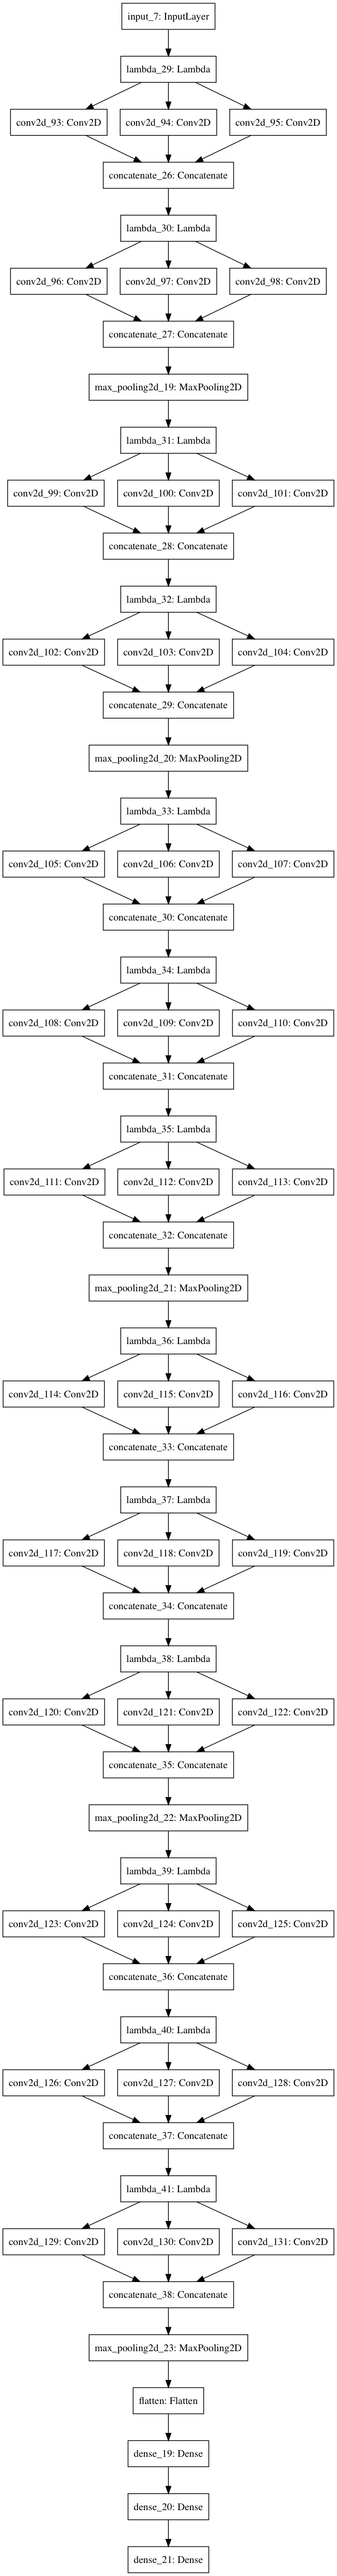 input_7: InputLayer
lambda_29: Lambda
conv2d_93: Conv2D conv2d_94: Conv2D conv2d_95: Conv2D
concatenate_26: Concatenate
lambda_30: Lambda
conv2d_96: Conv2D conv2d_97: Conv2D conv2d_98: Conv2D
concatenate_27: Concatenate
max_pooling2d_19: MaxPooling2D
lambda_31: Lambda
conv2d_99: Conv2D conv2d_100: Conv2D conv2d_101: Conv2D
concatenate_28: Concatenate
lambda_32: Lambda
conv2d_102: Conv2D conv2d_103: Conv2D conv2d_104: Conv2D
concatenate_29: Concatenate
max_pooling2d_20: MaxPooling2D
lambda_33: Lambda
conv2d_105: Conv2D conv2d_106: Conv2D conv2d_107: Conv2D
concatenate_30: Concatenate
lambda_34: Lambda
conv2d_108: Conv2D conv2d_109: Conv2D conv2d_110: Conv2D
concatenate_31: Concatenate
lambda_35: Lambda
conv2d_111: Conv2D conv2d_112: Conv2D conv2d_113: Conv2D
concatenate_32: Concatenate
max_pooling2d_21: MaxPooling2D
lambda_36: Lambda
conv2d_114: Conv2D conv2d_115: Conv2D conv2d_116: Conv2D
concatenate_33: Concatenate
lambda_37: Lambda
conv2d_117: Conv2D conv2d_118: Conv2D conv2d_119: Conv2D
concatenate_34: Concatenate
lambda_38: Lambda
conv2d_120: Conv2D conv2d_121: Conv2D conv2d_122: Conv2D
concatenate_35: Concatenate
max_pooling2d_22: MaxPooling2D
lambda_39: Lambda
conv2d_123: Conv2D conv2d_124: Conv2D conv2d_125: Conv2D
concatenate_36: Concatenate
lambda_40: Lambda
conv2d_126: Conv2D conv2d_127: Conv2D conv2d_128: Conv2D
concatenate_37: Concatenate
lambda_41: Lambda
conv2d_129: Conv2D conv2d_130: Conv2D conv2d_131: Conv2D
concatenate_38: Concatenate
max_pooling2d_23: MaxPooling2D
flatten: Flatten
dense_19: Dense
dense_20: Dense
dense_21: Dense